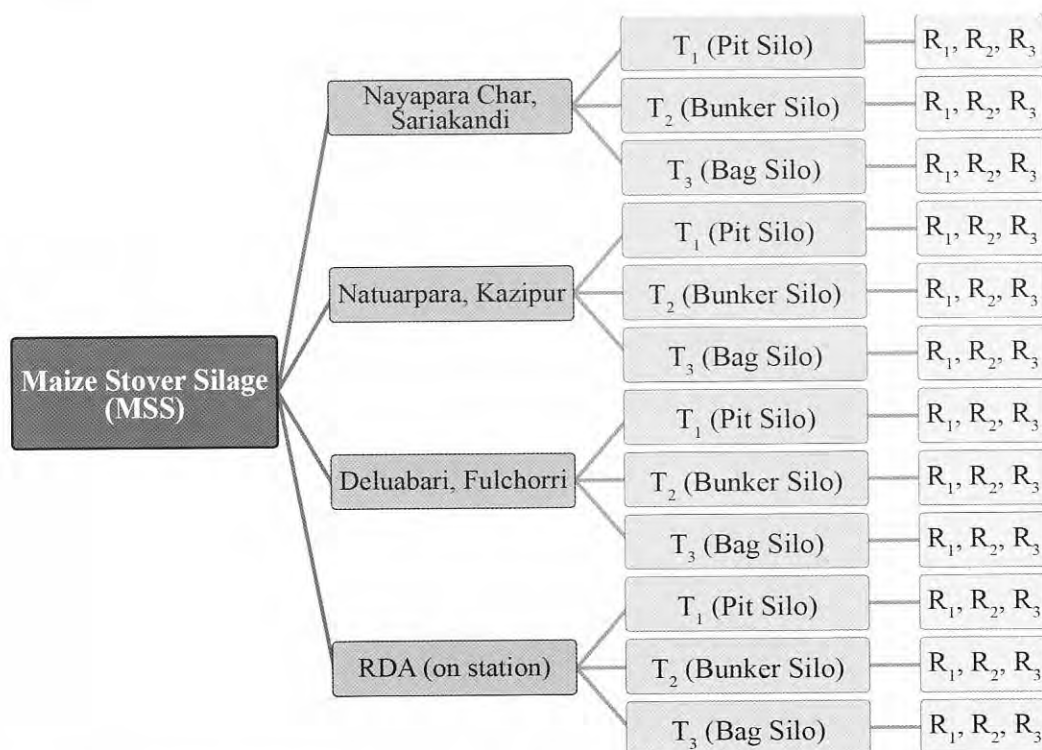 Maize Stover Silage
(MSS)
Nayapara Char,
Sariakandi
T₁ (Pit Silo)
R₁, R₂, R₃
T₂ (Bunker Silo)
R₁, R₂, R₃
T₃ (Bag Silo)
R₁, R₂, R₃
Natuarpara, Kazipur
T₁ (Pit Silo)
R₁, R₂, R₃
T₂ (Bunker Silo)
R₁, R₂, R₃
T₃ (Bag Silo)
R₁, R₂, R₃
Deluabari, Fulchorri
T₁ (Pit Silo)
R₁, R₂, R₃
T₂ (Bunker Silo)
R₁, R₂, R₃
T₃ (Bag Silo)
R₁, R₂, R₃
RDA (on station)
T₁ (Pit Silo)
R₁, R₂, R₃
T₂ (Bunker Silo)
R₁, R₂, R₃
T₃ (Bag Silo)
R₁, R₂, R₃